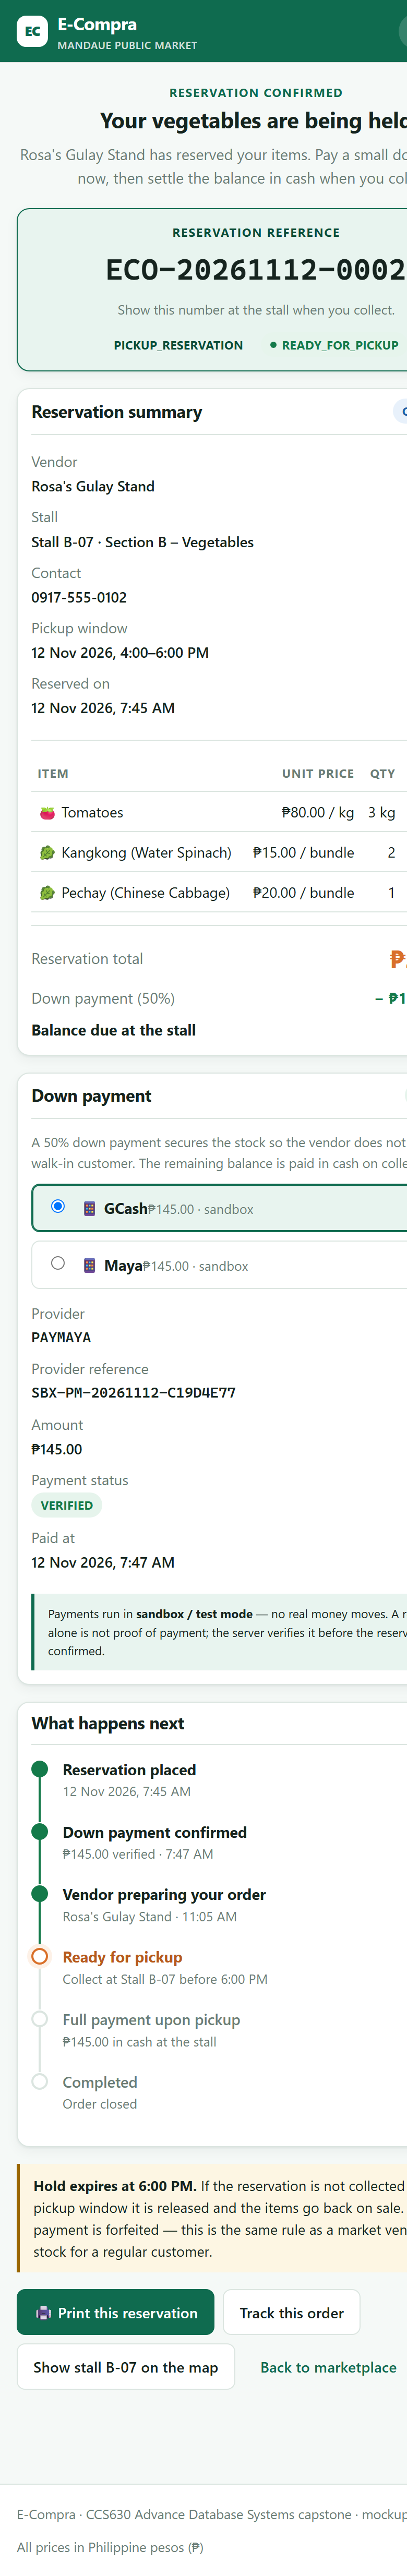 EC
E-Compra
MANDAUE PUBLIC MARKET
RESERVATION CONFIRMED
Your vegetables are being held
Rosa's Gulay Stand has reserved your items. Pay a small do
now, then settle the balance in cash when you col
RESERVATION REFERENCE
ECO-20261112-0002
Show this number at the stall when you collect.
PICKUP_RESERVATION READY_FOR_PICKUP
Reservation summary
Vendor
Rosa's Gulay Stand
Stall
Stall B-07 · Section B – Vegetables
Contact
0917-555-0102
Pickup window
12 Nov 2026, 4:00–6:00 PM
Reserved on
12 Nov 2026, 7:45 AM
ITEM UNIT PRICE QTY
Tomatoes ₱80.00 / kg 3 kg
Kangkong (Water Spinach) ₱15.00 / bundle 2
Pechay (Chinese Cabbage) ₱20.00 / bundle 1
Reservation total ₱
Down payment (50%) − ₱1
Balance due at the stall
Down payment
A 50% down payment secures the stock so the vendor does not
walk-in customer. The remaining balance is paid in cash on colle
GCash₱145.00 · sandbox
Maya₱145.00 · sandbox
Provider
PAYMAYA
Provider reference
SBX-PM-20261112-C19D4E77
Amount
₱145.00
Payment status
VERIFIED
Paid at
12 Nov 2026, 7:47 AM
Payments run in sandbox / test mode — no real money moves. A r
alone is not proof of payment; the server verifies it before the reserv
confirmed.
What happens next
Reservation placed
12 Nov 2026, 7:45 AM
Down payment confirmed
₱145.00 verified · 7:47 AM
Vendor preparing your order
Rosa's Gulay Stand · 11:05 AM
Ready for pickup
Collect at Stall B-07 before 6:00 PM
Full payment upon pickup
₱145.00 in cash at the stall
Completed
Order closed
Hold expires at 6:00 PM. If the reservation is not collected
pickup window it is released and the items go back on sale.
payment is forfeited — this is the same rule as a market ven
stock for a regular customer.
Print this reservation Track this order
Show stall B-07 on the map Back to marketplace
E-Compra · CCS630 Advance Database Systems capstone · mockup
All prices in Philippine pesos (₱)